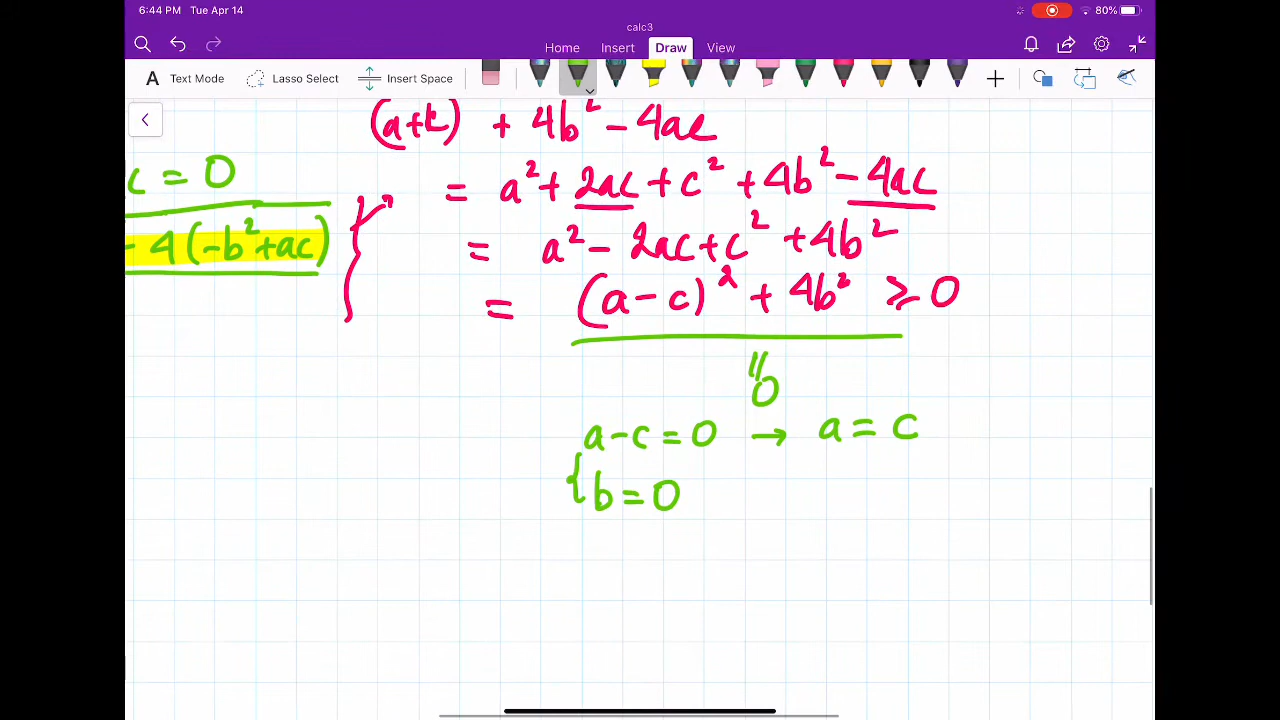 6:44 PM Tue Apr 14
80%
calc3
Home Insert Draw View
A Text Mode Lasso Select Insert Space
(a+c) + 4b² - 4ac
c = 0
= a² + 2ac + c² + 4b² - 4ac
- 4(-b²+ac)
= a² - 2ac + c² + 4b²
= (a-c)² + 4b² ≥ 0
=
0
a-c = 0 → a = c
{ b = 0